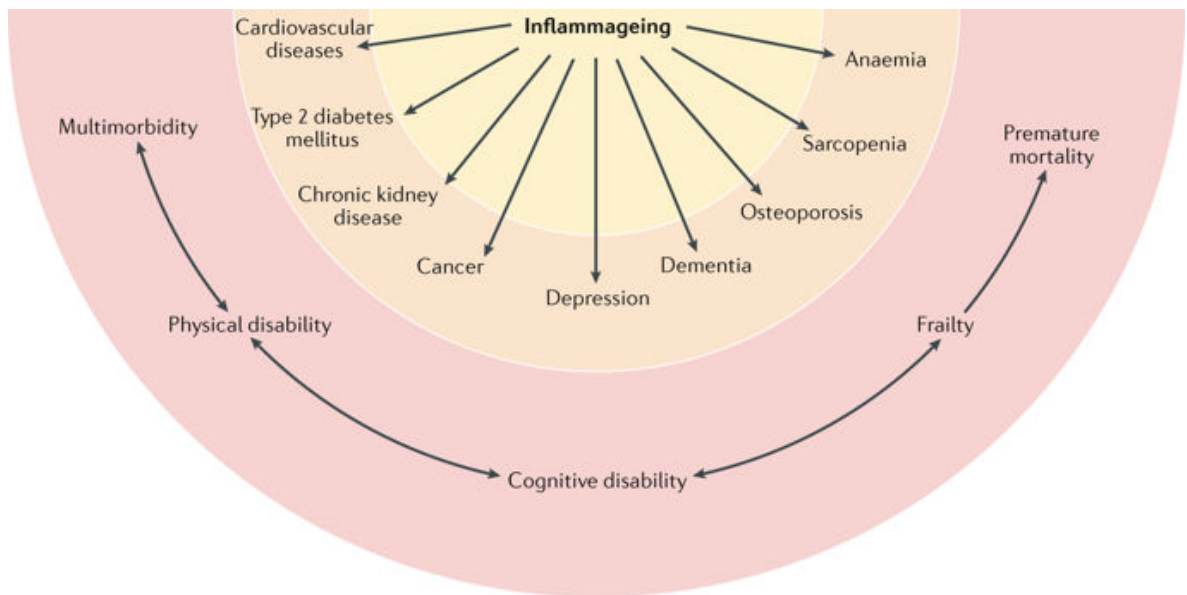 Inflammageing
Cardiovascular
diseases
Type 2 diabetes
mellitus
Chronic kidney
disease
Cancer
Depression
Dementia
Osteoporosis
Sarcopenia
Anaemia
Multimorbidity
Physical disability
Cognitive disability
Frailty
Premature
mortality